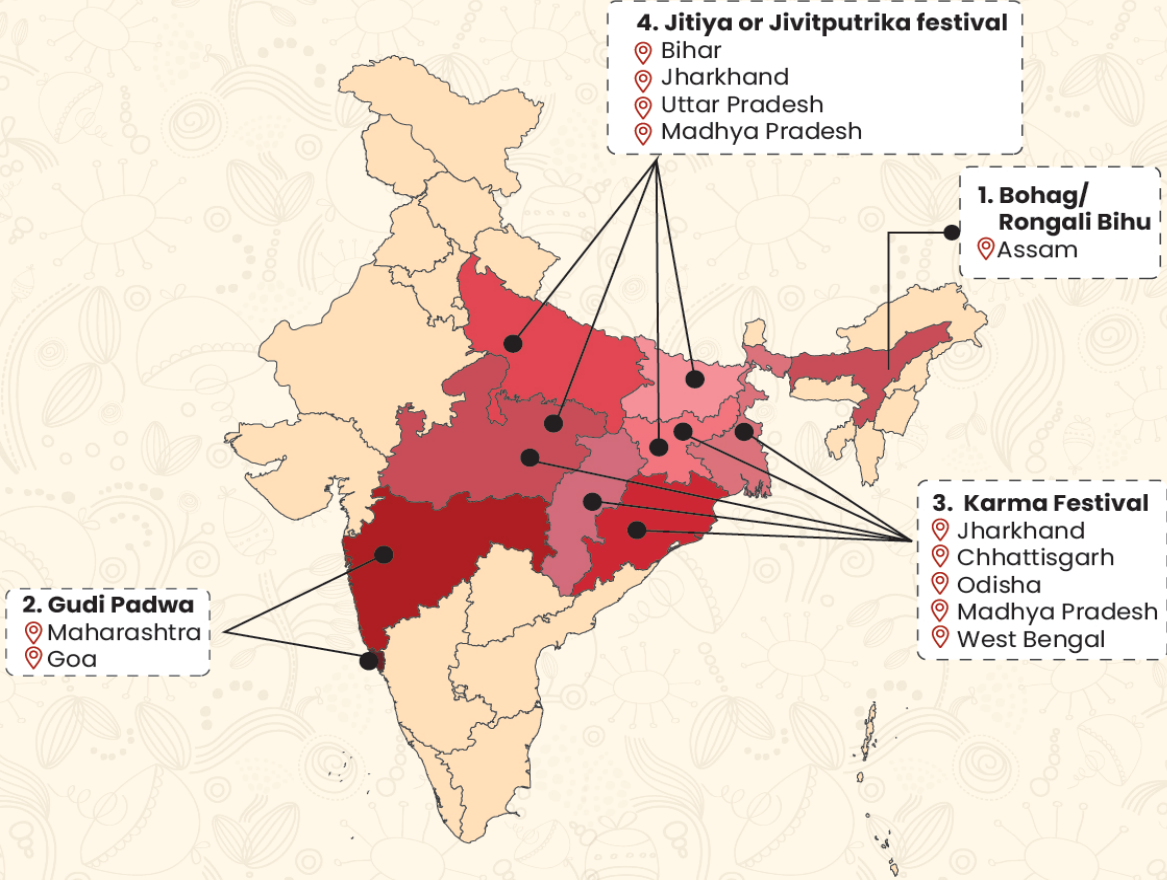 4. Jitiya or Jivitputrika festival
Bihar
Jharkhand
Uttar Pradesh
Madhya Pradesh
1. Bohag/
Rongali Bihu
Assam
3. Karma Festival
Jharkhand
Chhattisgarh
Odisha
Madhya Pradesh
West Bengal
2. Gudi Padwa
Maharashtra
Goa